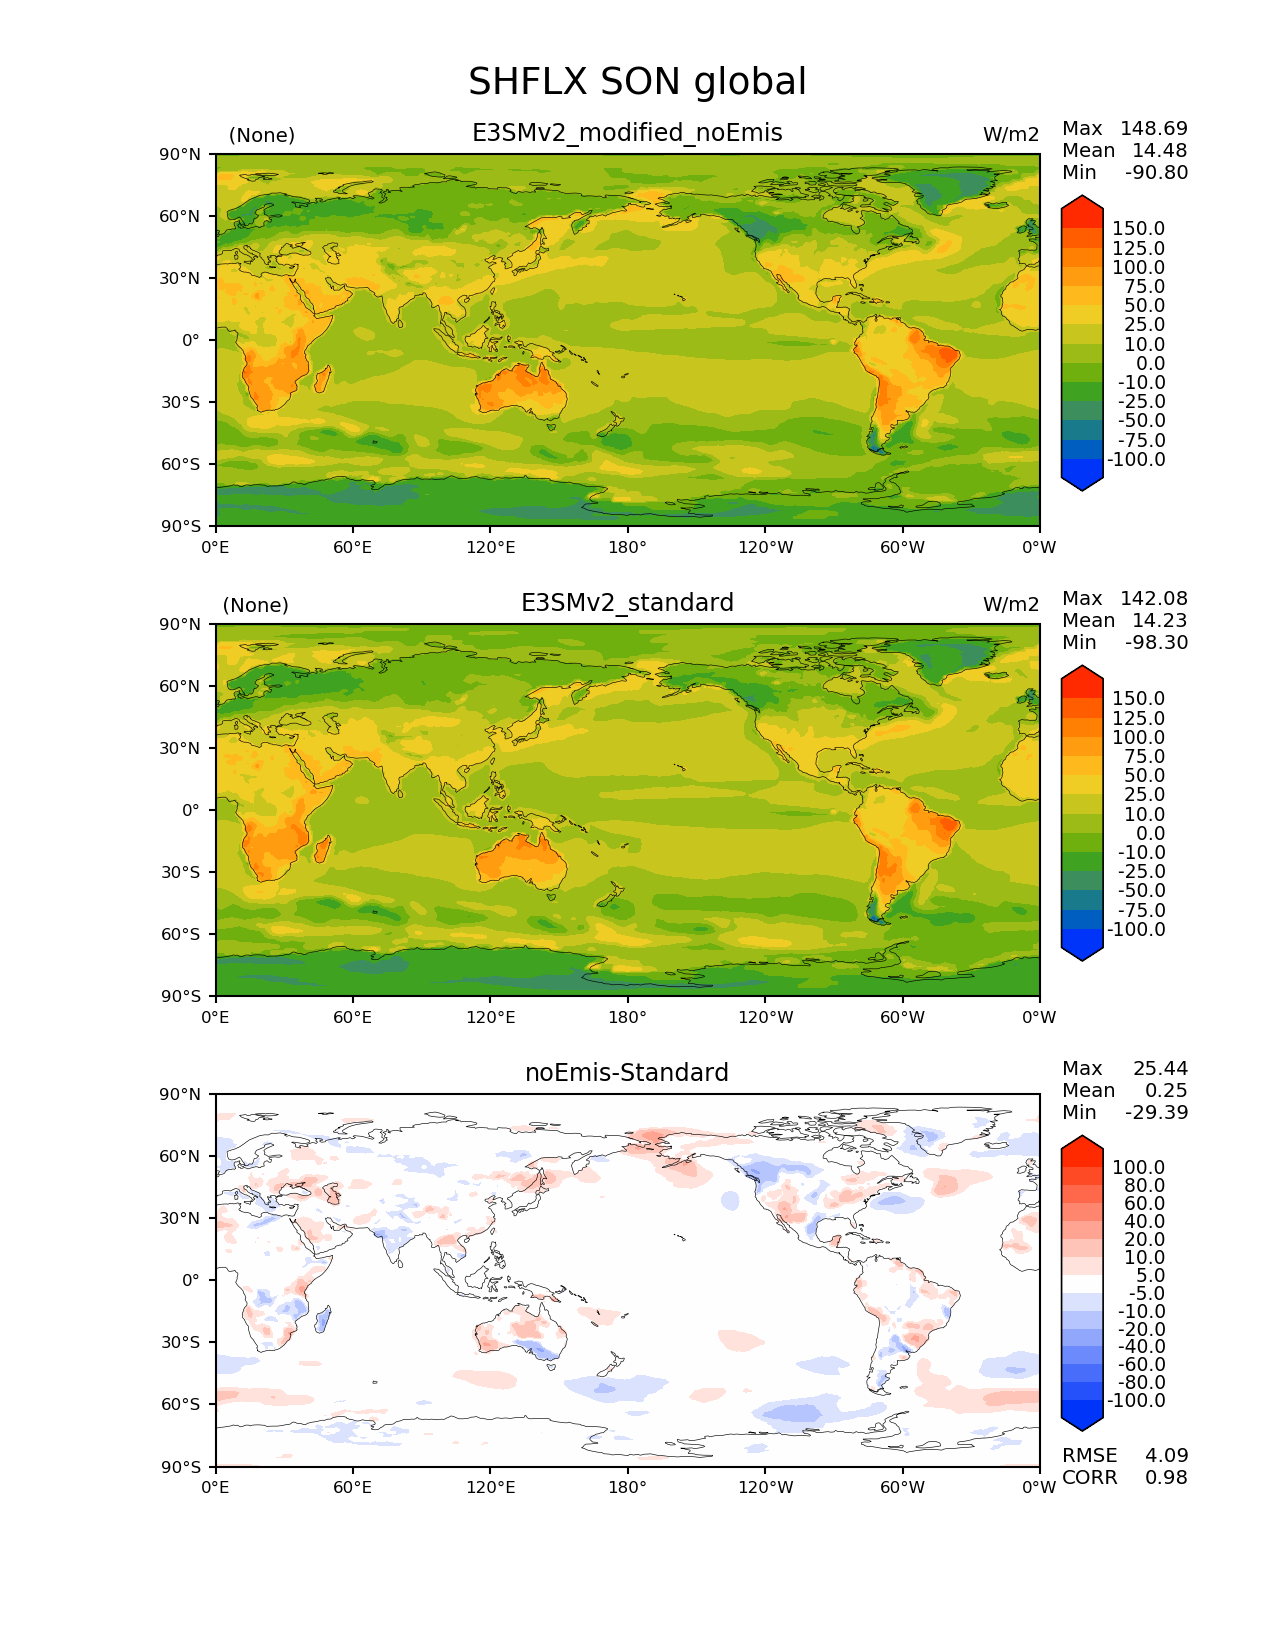 SHFLX SON global
(None) E3SMv2_modified_noEmis W/m2
Max 148.69
Mean 14.48
Min -90.80
90°N
60°N
30°N
0°
30°S
60°S
90°S
0°E 60°E 120°E 180° 120°W 60°W 0°W
150.0
125.0
100.0
75.0
50.0
25.0
10.0
0.0
-10.0
-25.0
-50.0
-75.0
-100.0
(None) E3SMv2_standard W/m2
Max 142.08
Mean 14.23
Min -98.30
90°N
60°N
30°N
0°
30°S
60°S
90°S
0°E 60°E 120°E 180° 120°W 60°W 0°W
150.0
125.0
100.0
75.0
50.0
25.0
10.0
0.0
-10.0
-25.0
-50.0
-75.0
-100.0
noEmis-Standard
Max 25.44
Mean 0.25
Min -29.39
90°N
60°N
30°N
0°
30°S
60°S
90°S
0°E 60°E 120°E 180° 120°W 60°W 0°W
100.0
80.0
60.0
40.0
20.0
10.0
5.0
-5.0
-10.0
-20.0
-40.0
-60.0
-80.0
-100.0
RMSE 4.09
CORR 0.98